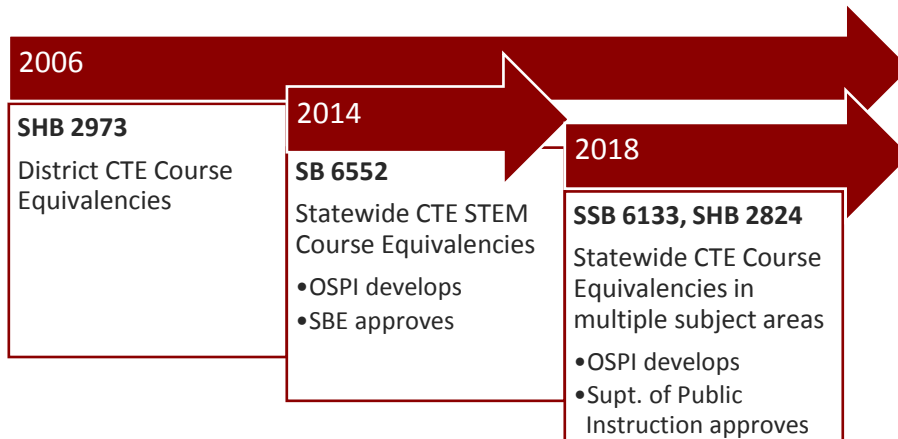 2006
SHB 2973
District CTE Course
Equivalencies
2014
SB 6552
Statewide CTE STEM
Course Equivalencies
•OSPI develops
•SBE approves
2018
SSB 6133, SHB 2824
Statewide CTE Course
Equivalencies in
multiple subject areas
•OSPI develops
•Supt. of Public
Instruction approves